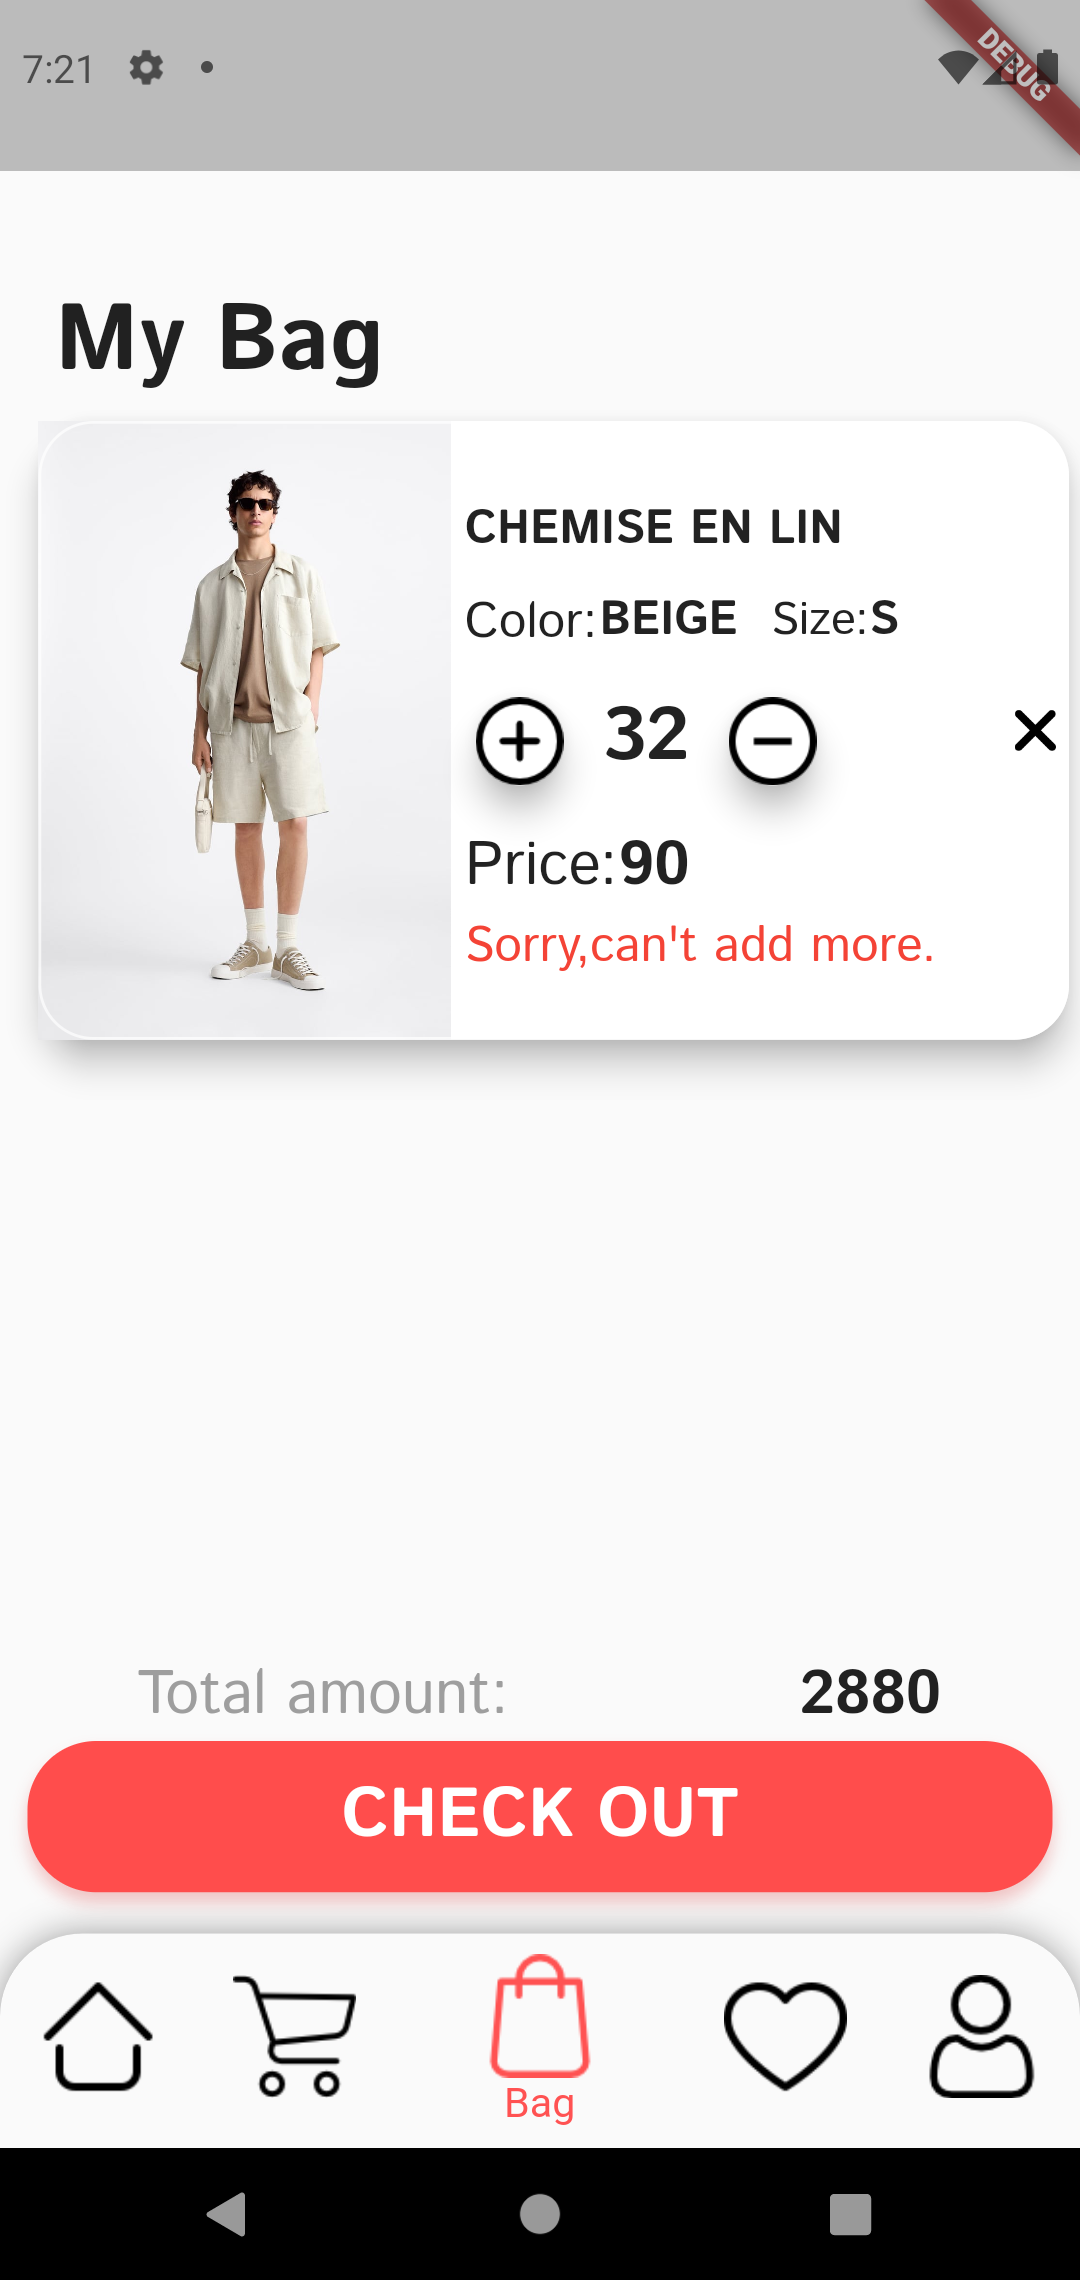 7:21
DEBUG
My Bag
CHEMISE EN LIN
Color:BEIGE Size:S
32
Price:90
Sorry,can't add more.
Total amount: 2880
CHECK OUT
Bag